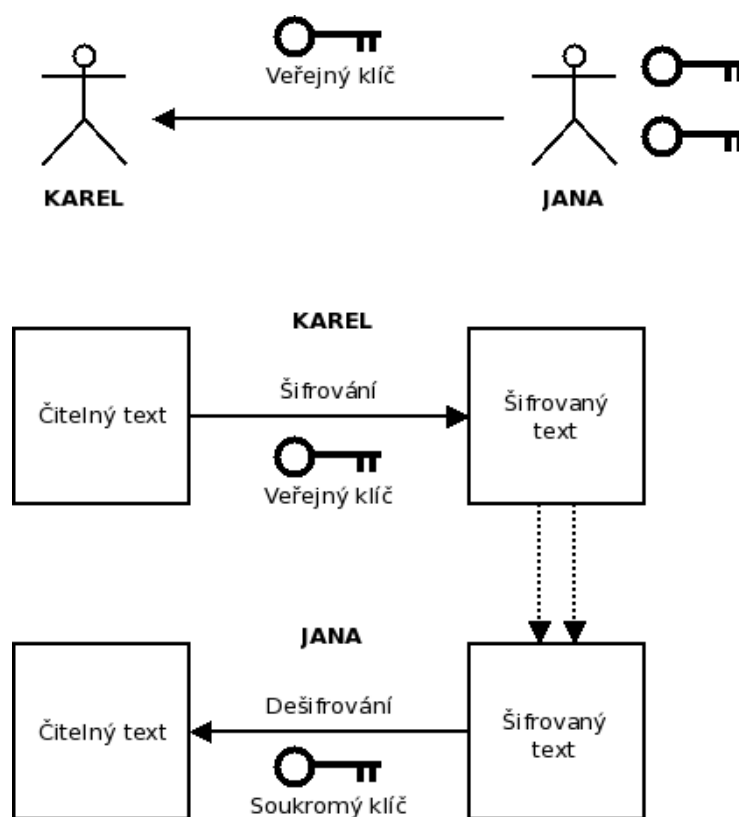 Veřejný klíč
KAREL
JANA
KAREL
Čitelný text
Šifrování
Šifrovaný
text
Veřejný klíč
JANA
Čitelný text
Dešifrování
Šifrovaný
text
Soukromý klíč